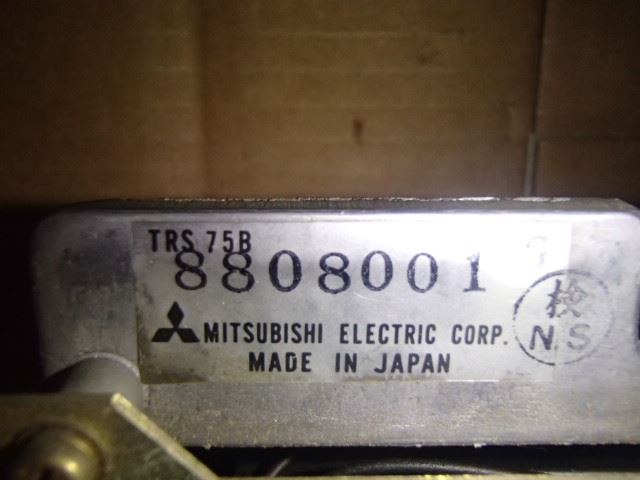 TRS 75B
8808001
MITSUBISHI ELECTRIC CORP.
MADE IN JAPAN
検
NS